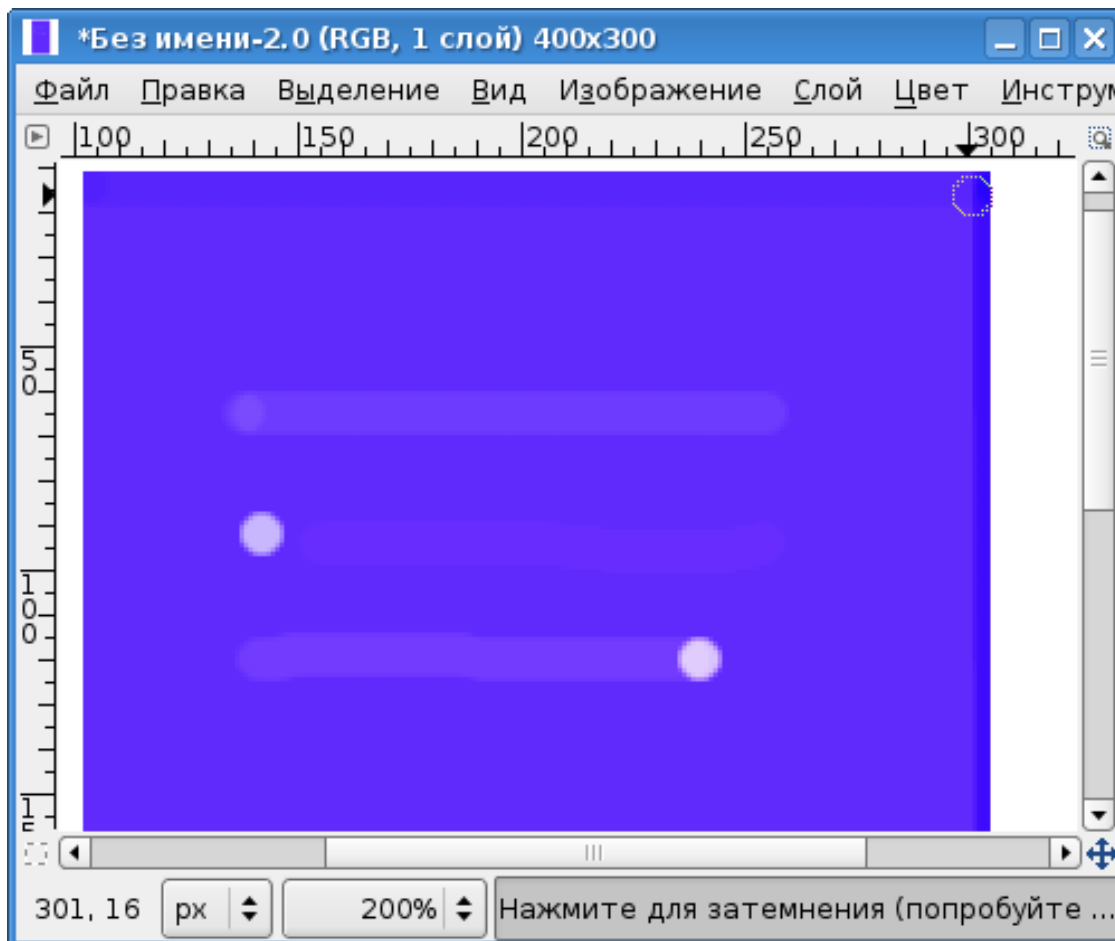 *Без имени-2.0 (RGB, 1 слой) 400x300
Файл Правка Выделение Вид Изображение Слой Цвет Инструм
100 150 200 250 300
50
100
1
301, 16 px 200% Нажмите для затемнения (попробуйте ...